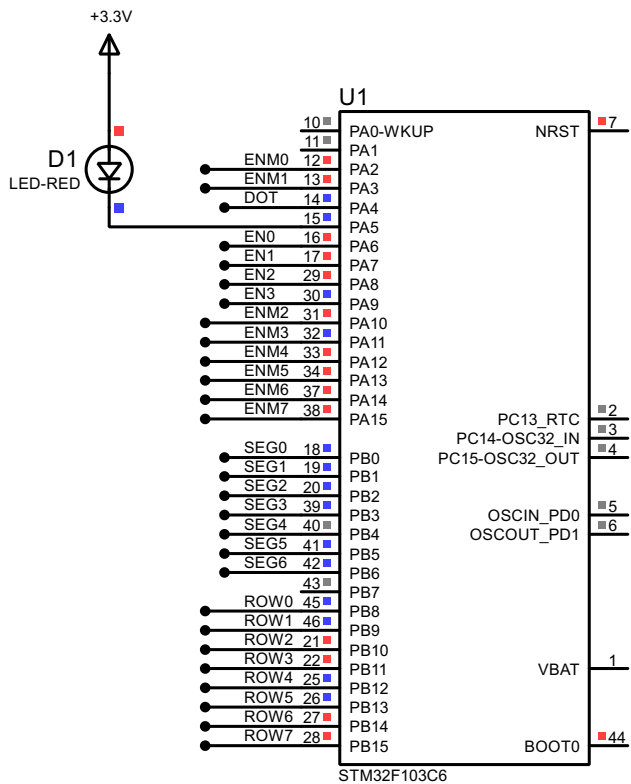 +3.3V
U1
D1
LED-RED
10 PA0-WKUP NRST 7
11 PA1
ENM0 12 PA2
ENM1 13 PA3
DOT 14 PA4
15 PA5
EN0 16 PA6
EN1 17 PA7
EN2 29 PA8
EN3 30 PA9
ENM2 31 PA10
ENM3 32 PA11
ENM4 33 PA12
ENM5 34 PA13
ENM6 37 PA14
ENM7 38 PA15 PC13_RTC 2
PC14-OSC32_IN 3
SEG0 18 PB0 PC15-OSC32_OUT 4
SEG1 19 PB1
SEG2 20 PB2
SEG3 39 PB3 OSCIN_PD0 5
SEG4 40 PB4 OSCOUT_PD1 6
SEG5 41 PB5
SEG6 42 PB6
43 PB7
ROW0 45 PB8
ROW1 46 PB9
ROW2 21 PB10
ROW3 22 PB11 VBAT 1
ROW4 25 PB12
ROW5 26 PB13
ROW6 27 PB14
ROW7 28 PB15 BOOT0 44
STM32F103C6